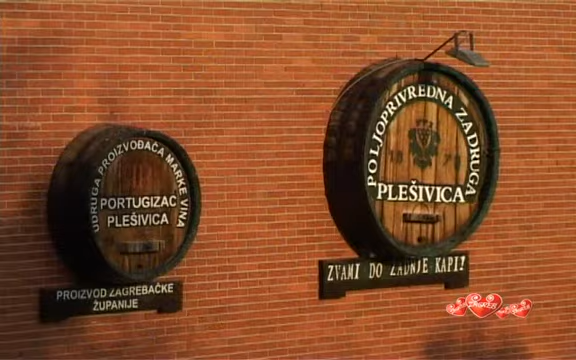 UDRUGA PROIZVOĐAČA MARKE VINA
PORTUGIZAC
PLEŠIVICA
PROIZVOD ZAGREBAČKE
ŽUPANIJE
POLJOPRIVREDNA ZADRUGA
PLEŠIVICA
ZVAMI DO ZADNJE KAPI!